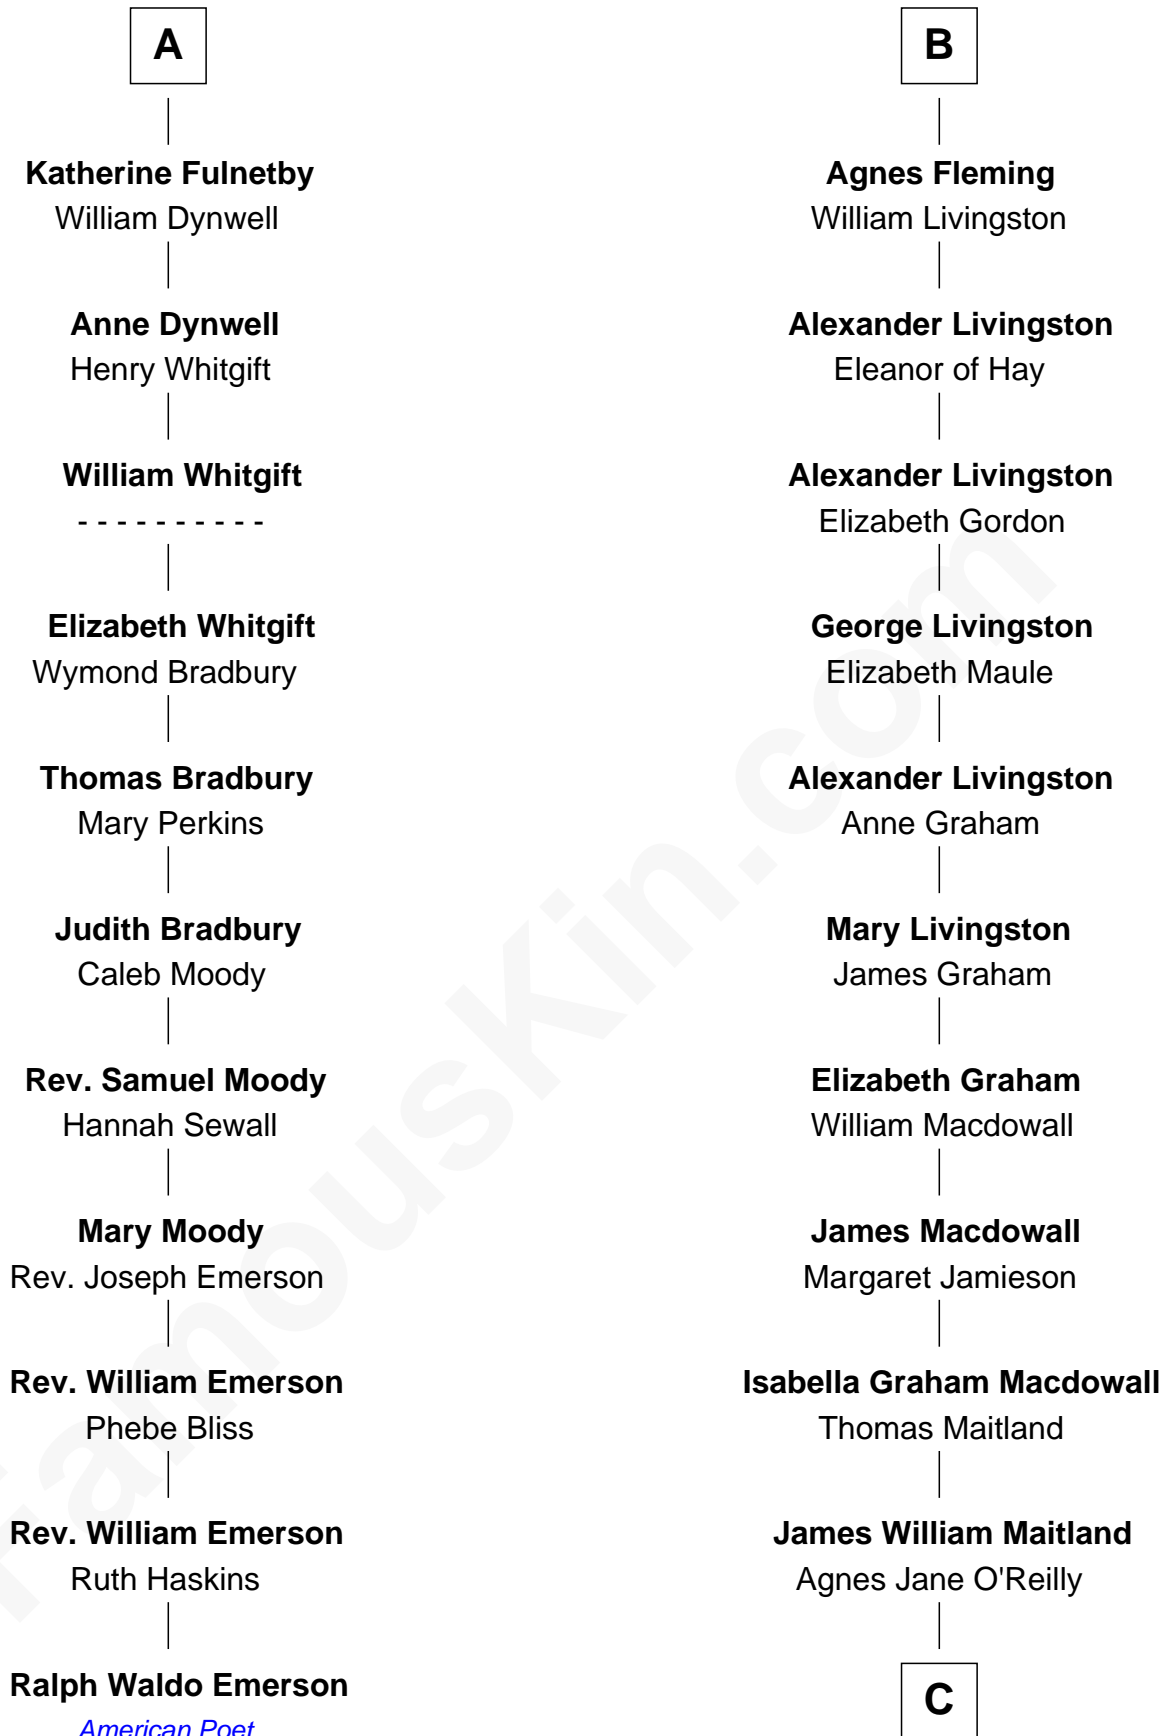 A
Katherine Fulnetby
William Dynwell
Anne Dynwell
Henry Whitgift
William Whitgift
- - - - - - - - - -
Elizabeth Whitgift
Wymond Bradbury
Thomas Bradbury
Mary Perkins
Judith Bradbury
Caleb Moody
Rev. Samuel Moody
Hannah Sewall
Mary Moody
Rev. Joseph Emerson
Rev. William Emerson
Phebe Bliss
Rev. William Emerson
Ruth Haskins
Ralph Waldo Emerson
American Poet
B
Agnes Fleming
William Livingston
Alexander Livingston
Eleanor of Hay
Alexander Livingston
Elizabeth Gordon
George Livingston
Elizabeth Maule
Alexander Livingston
Anne Graham
Mary Livingston
James Graham
Elizabeth Graham
William Macdowall
James Macdowall
Margaret Jamieson
Isabella Graham Macdowall
Thomas Maitland
James William Maitland
Agnes Jane O'Reilly
C
FamousKin.com